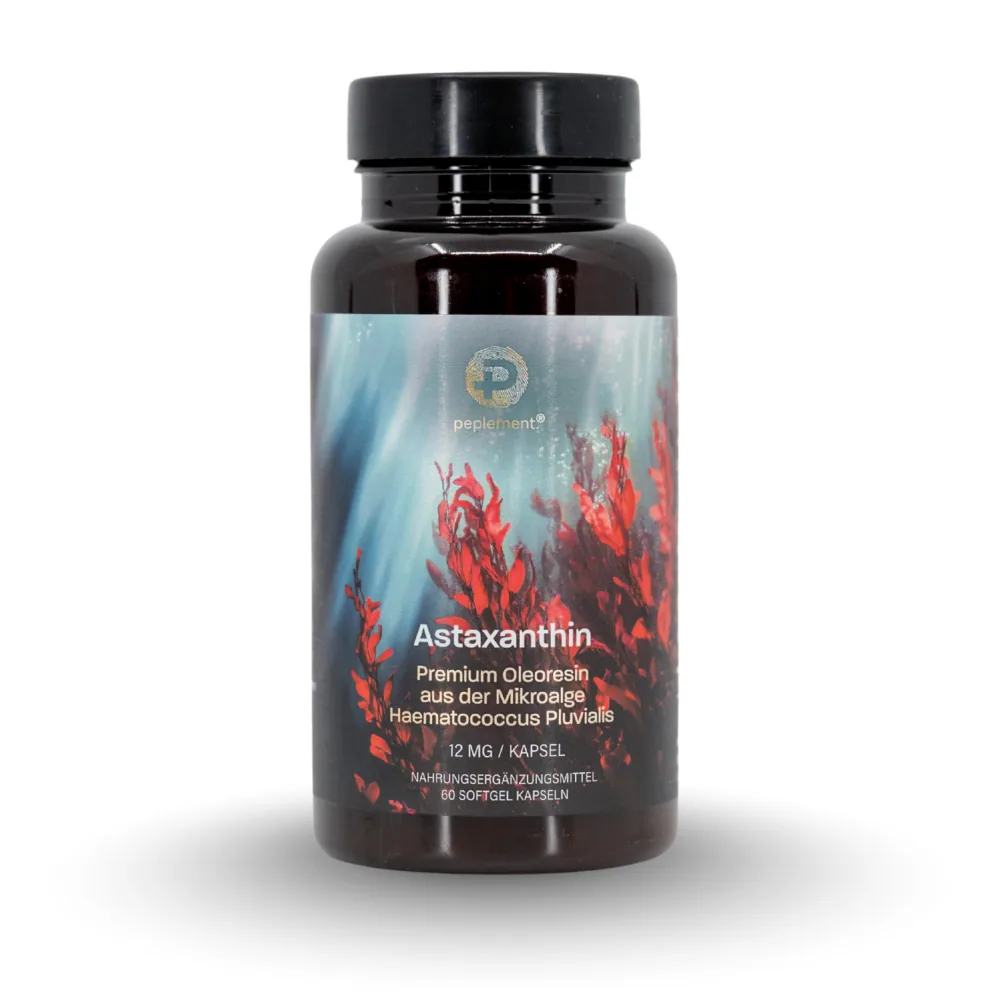 peplement.®
Astaxanthin
Premium Oleoresin
aus der Mikroalge
Haematococcus Pluvialis
12 MG / KAPSEL
NAHRUNGSERGÄNZUNGSMITTEL
60 SOFTGEL KAPSELN